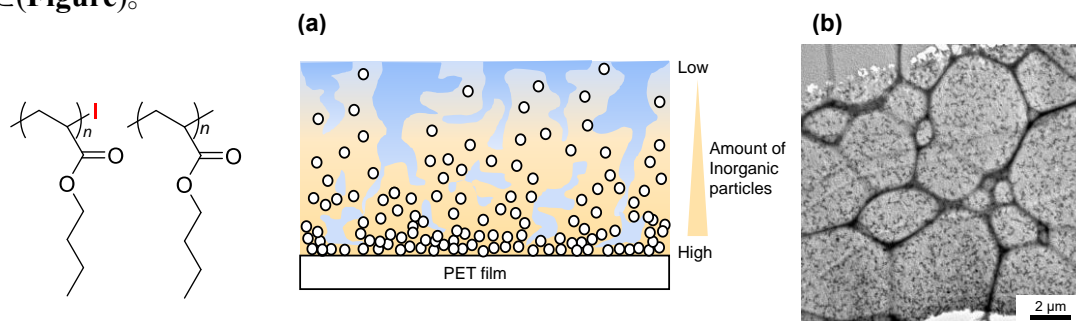 (Figure)。
(a)
(b)
I
n
O
O
n
O
O
Low
Amount of
Inorganic
particles
High
PET film
2 μm